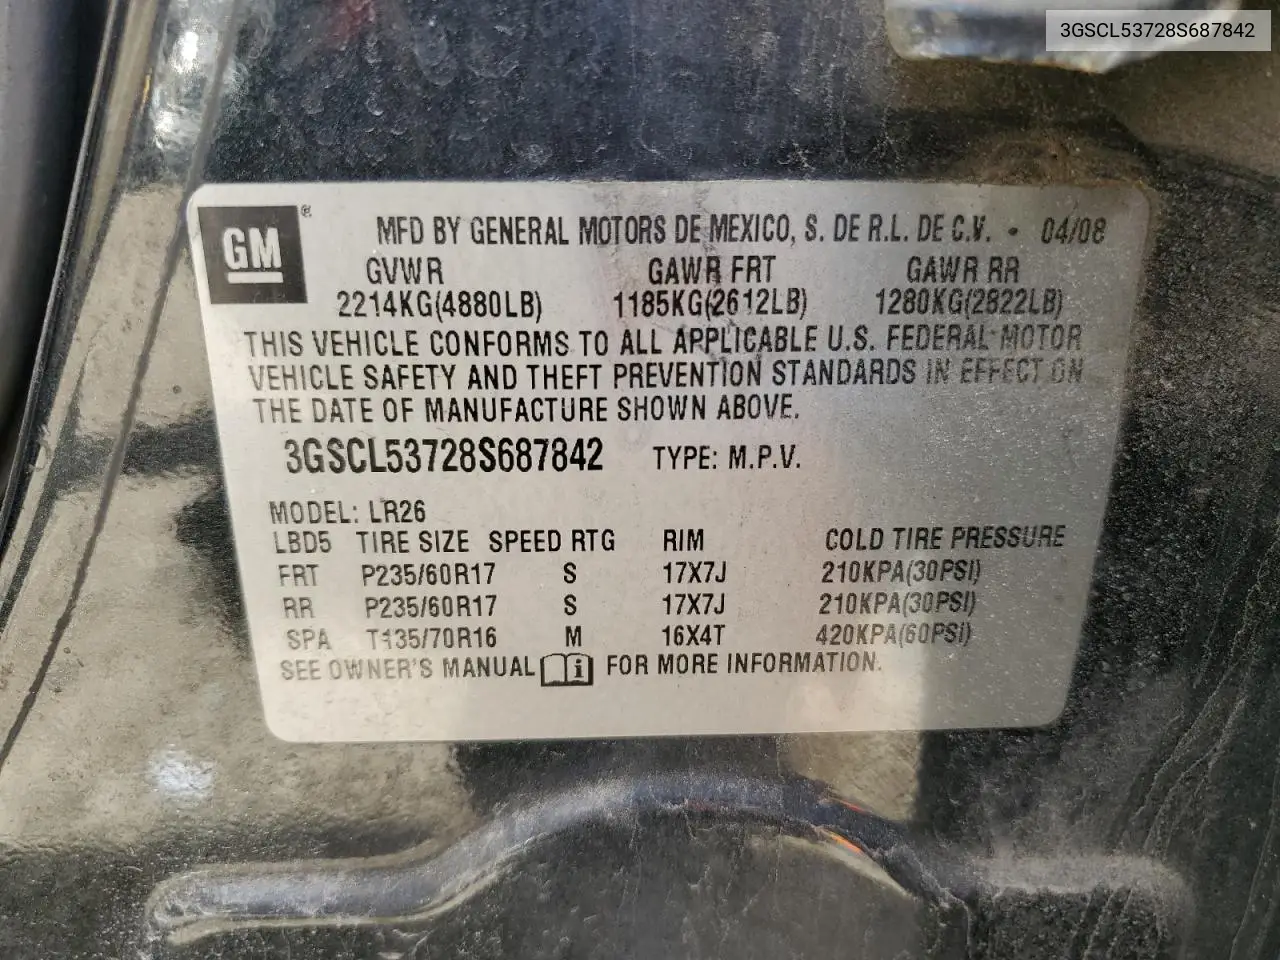 3GSCL53728S687842
GM® MFD BY GENERAL MOTORS DE MEXICO, S. DE R.L. DE C.V. • 04/08
GVWR GAWR FRT GAWR RR
2214KG(4880LB) 1185KG(2612LB) 1280KG(2822LB)
THIS VEHICLE CONFORMS TO ALL APPLICABLE U.S. FEDERAL MOTOR
VEHICLE SAFETY AND THEFT PREVENTION STANDARDS IN EFFECT ON
THE DATE OF MANUFACTURE SHOWN ABOVE.
3GSCL53728S687842 TYPE: M.P.V.
MODEL: LR26
LBD5 TIRE SIZE SPEED RTG RIM COLD TIRE PRESSURE
FRT P235/60R17 S 17X7J 210KPA(30PSI)
RR P235/60R17 S 17X7J 210KPA(30PSI)
SPA T135/70R16 M 16X4T 420KPA(60PSI)
SEE OWNER'S MANUAL i FOR MORE INFORMATION.